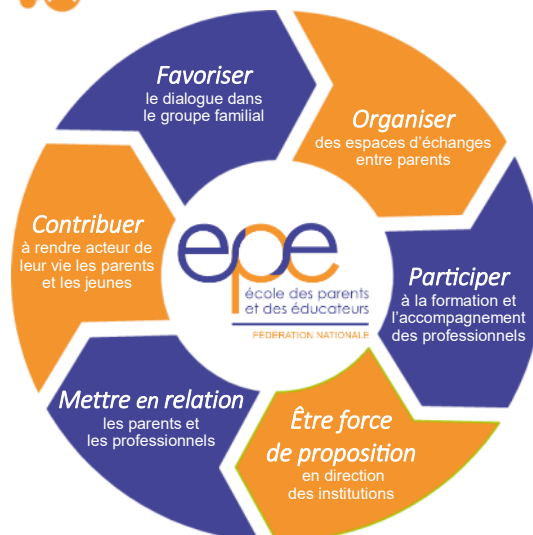 Favoriser
le dialogue dans
le groupe familial
Organiser
des espaces d'échanges
entre parents
Participer
à la formation et
l'accompagnement
des professionnels
Être force
de proposition
en direction
des institutions
Mettre en relation
les parents et
les professionnels
Contribuer
à rendre acteur de
leur vie les parents
et les jeunes
epe
école des parents
et des éducateurs
FÉDÉRATION NATIONALE